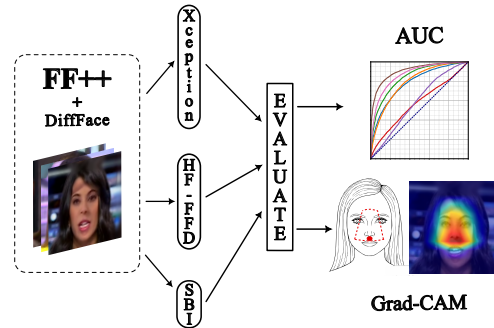 FF++
+
DiffFace
Xception
HF-FFD
SBI
EVALUATE
AUC
Grad-CAM